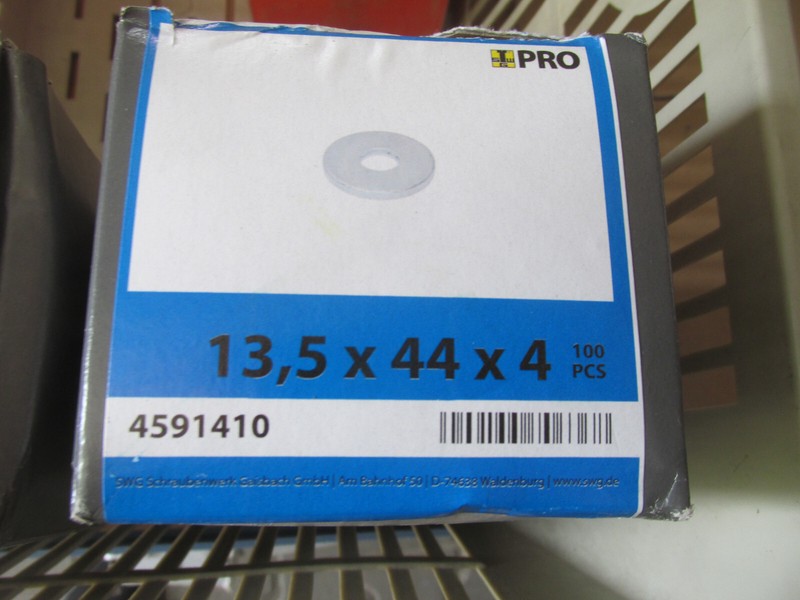 PRO
13,5 x 44 x 4
100
PCS
4591410
SWG Schraubenwerk Gaisbach GmbH | Am Bahnhof 50 | D-74638 Waldenburg | www.swg.de